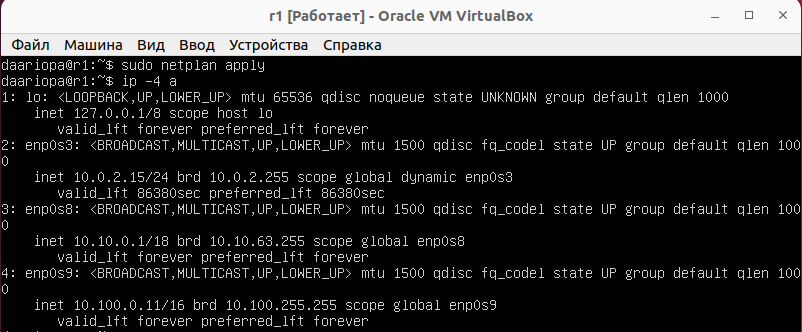 r1 [Работает] - Oracle VM VirtualBox
Файл Машина Вид Ввод Устройства Справка
daariopa@r1:~$ sudo netplan apply
daariopa@r1:~$ ip -4 a
1: lo: <LOOPBACK,UP,LOWER_UP> mtu 65536 qdisc noqueue state UNKNOWN group default qlen 1000
    inet 127.0.0.1/8 scope host lo
       valid_lft forever preferred_lft forever
2: enp0s3: <BROADCAST,MULTICAST,UP,LOWER_UP> mtu 1500 qdisc fq_codel state UP group default qlen 100
0
    inet 10.0.2.15/24 brd 10.0.2.255 scope global dynamic enp0s3
       valid_lft 86380sec preferred_lft 86380sec
3: enp0s8: <BROADCAST,MULTICAST,UP,LOWER_UP> mtu 1500 qdisc fq_codel state UP group default qlen 100
0
    inet 10.10.0.1/18 brd 10.10.63.255 scope global enp0s8
       valid_lft forever preferred_lft forever
4: enp0s9: <BROADCAST,MULTICAST,UP,LOWER_UP> mtu 1500 qdisc fq_codel state UP group default qlen 100
0
    inet 10.100.0.11/16 brd 10.100.255.255 scope global enp0s9
       valid_lft forever preferred_lft forever